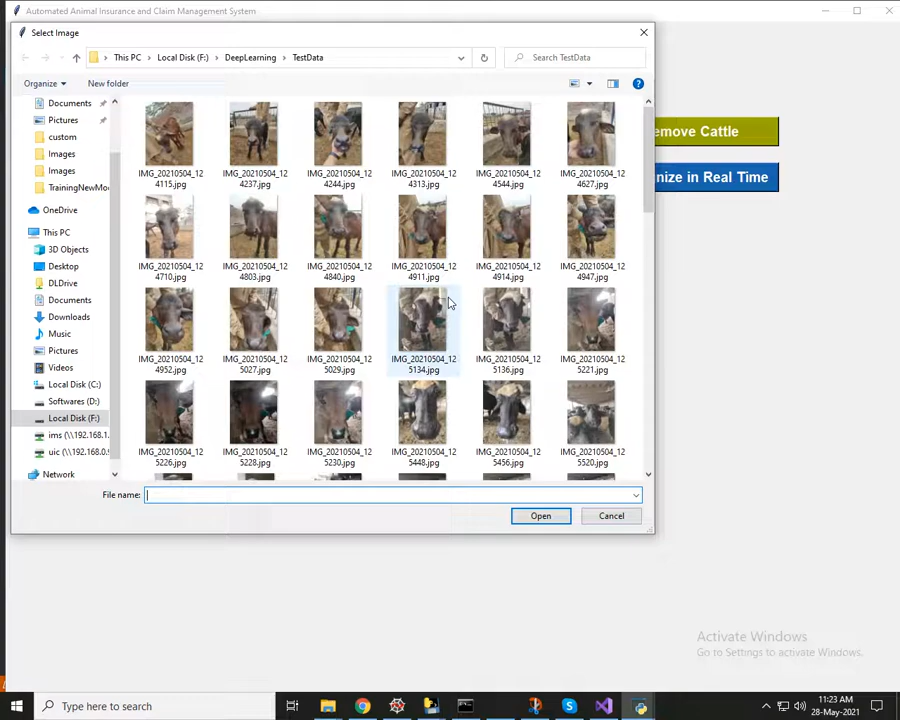 Automated Animal Insurance and Claim Management System
Select Image
This PC > Local Disk (F:) > DeepLearning > TestData
Search TestData
Organize
New folder
Documents
Pictures
custom
Images
Images
TrainingNewMo
OneDrive
This PC
3D Objects
Desktop
DLDrive
Documents
Downloads
Music
Pictures
Videos
Local Disk (C:)
Softwares (D:)
Local Disk (F:)
ims (\\192.168.1.
uic (\\192.168.0.9
Network
IMG_20210504_12
4115.jpg
IMG_20210504_12
4237.jpg
IMG_20210504_12
4244.jpg
IMG_20210504_12
4313.jpg
IMG_20210504_12
4544.jpg
IMG_20210504_12
4627.jpg
IMG_20210504_12
4710.jpg
IMG_20210504_12
4803.jpg
IMG_20210504_12
4840.jpg
IMG_20210504_12
4911.jpg
IMG_20210504_12
4914.jpg
IMG_20210504_12
4947.jpg
IMG_20210504_12
4952.jpg
IMG_20210504_12
5027.jpg
IMG_20210504_12
5029.jpg
IMG_20210504_12
5134.jpg
IMG_20210504_12
5136.jpg
IMG_20210504_12
5221.jpg
IMG_20210504_12
5226.jpg
IMG_20210504_12
5228.jpg
IMG_20210504_12
5230.jpg
IMG_20210504_12
5448.jpg
IMG_20210504_12
5456.jpg
IMG_20210504_12
5520.jpg
File name:
Open
Cancel
emove Cattle
nize in Real Time
Activate Windows
Go to Settings to activate Windows.
Type here to search
11:23 AM
28-May-2021